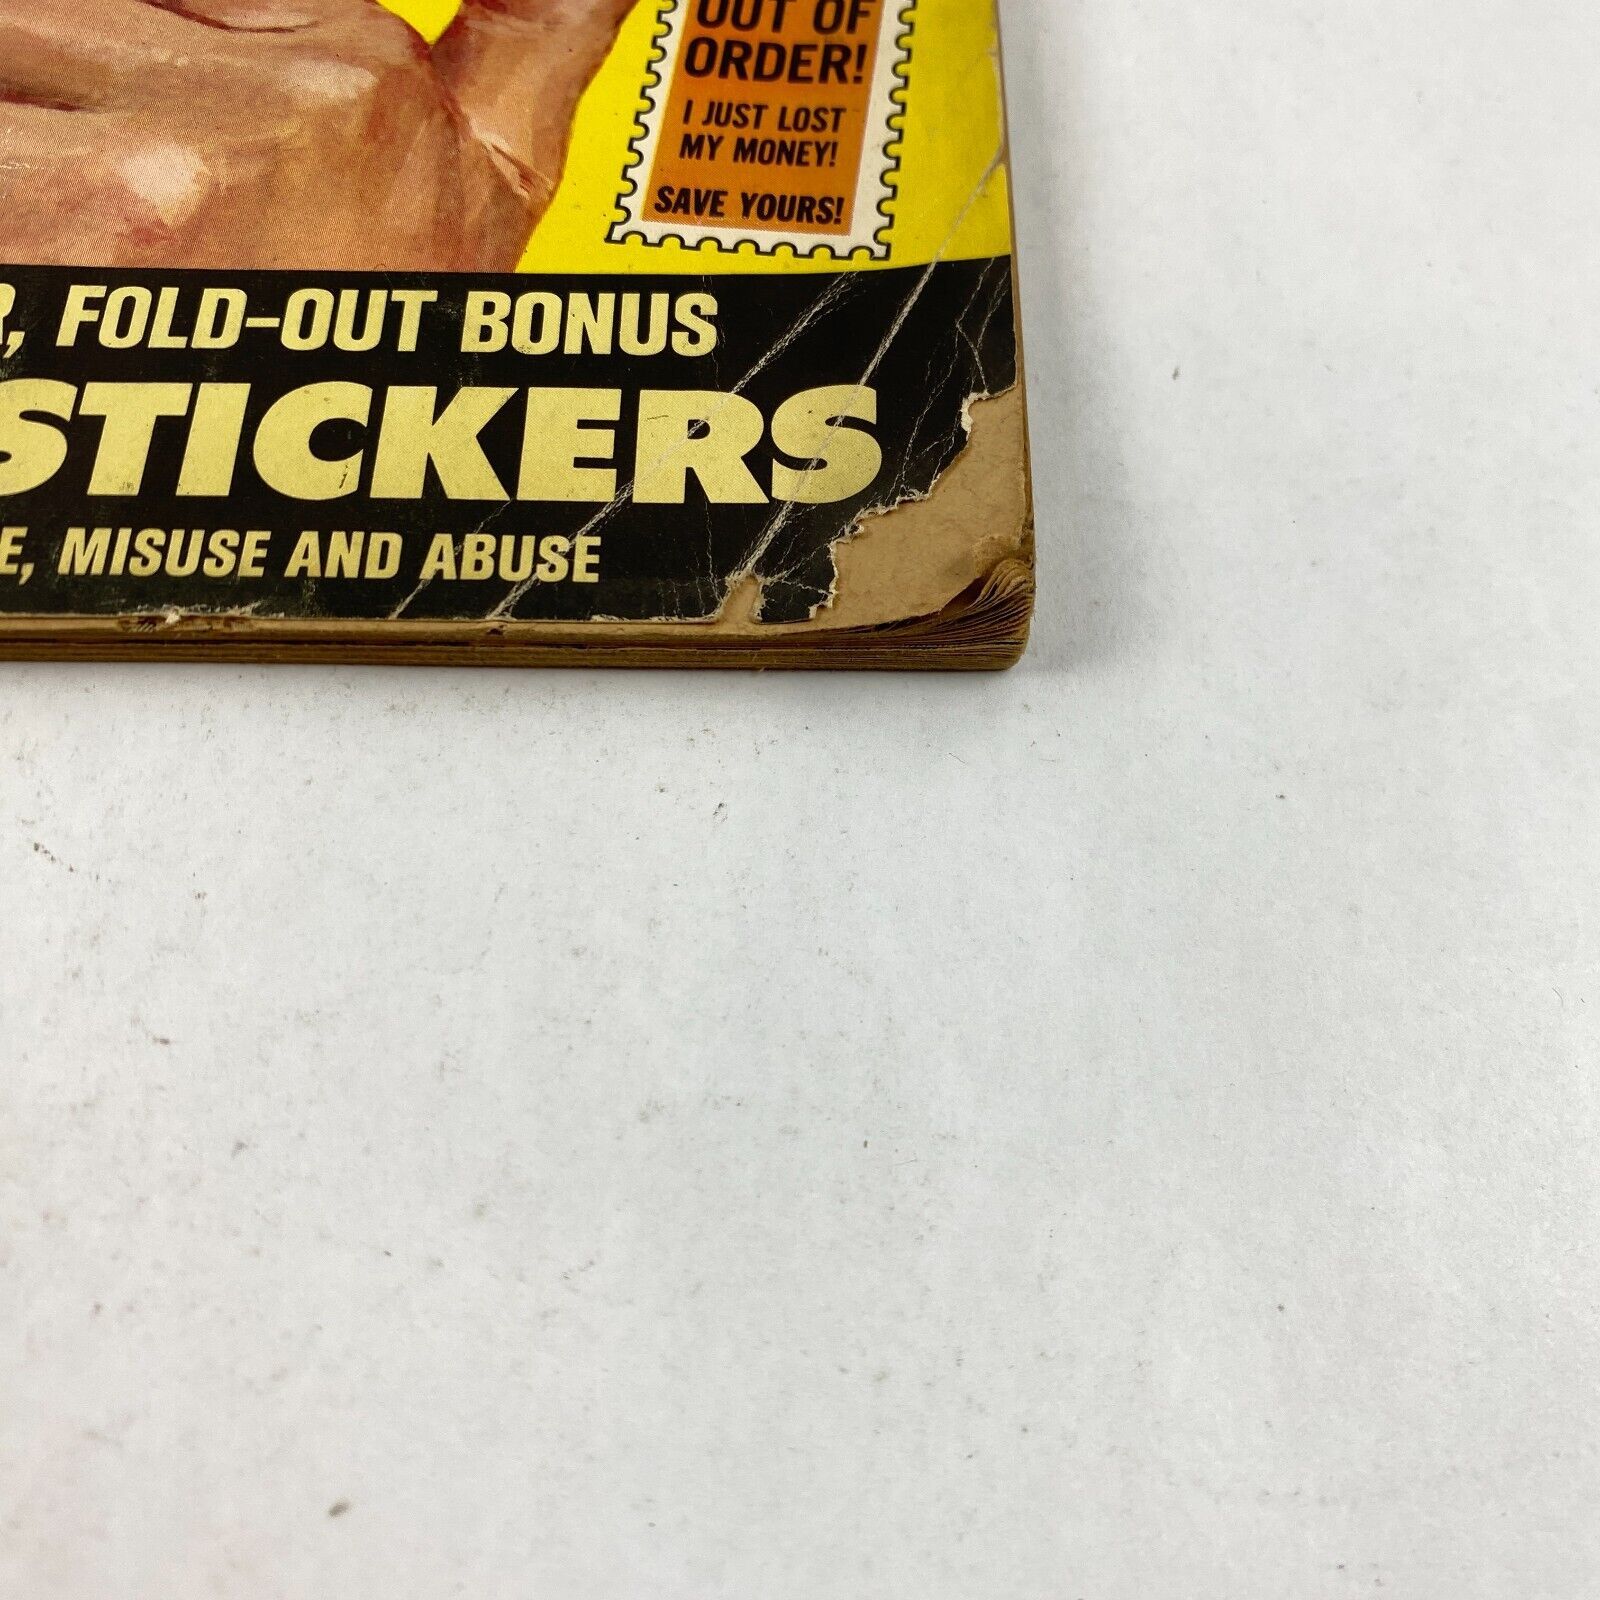 OUT OF
ORDER!
I JUST LOST
MY MONEY!
SAVE YOURS!
R, FOLD-OUT BONUS
STICKERS
E, MISUSE AND ABUSE